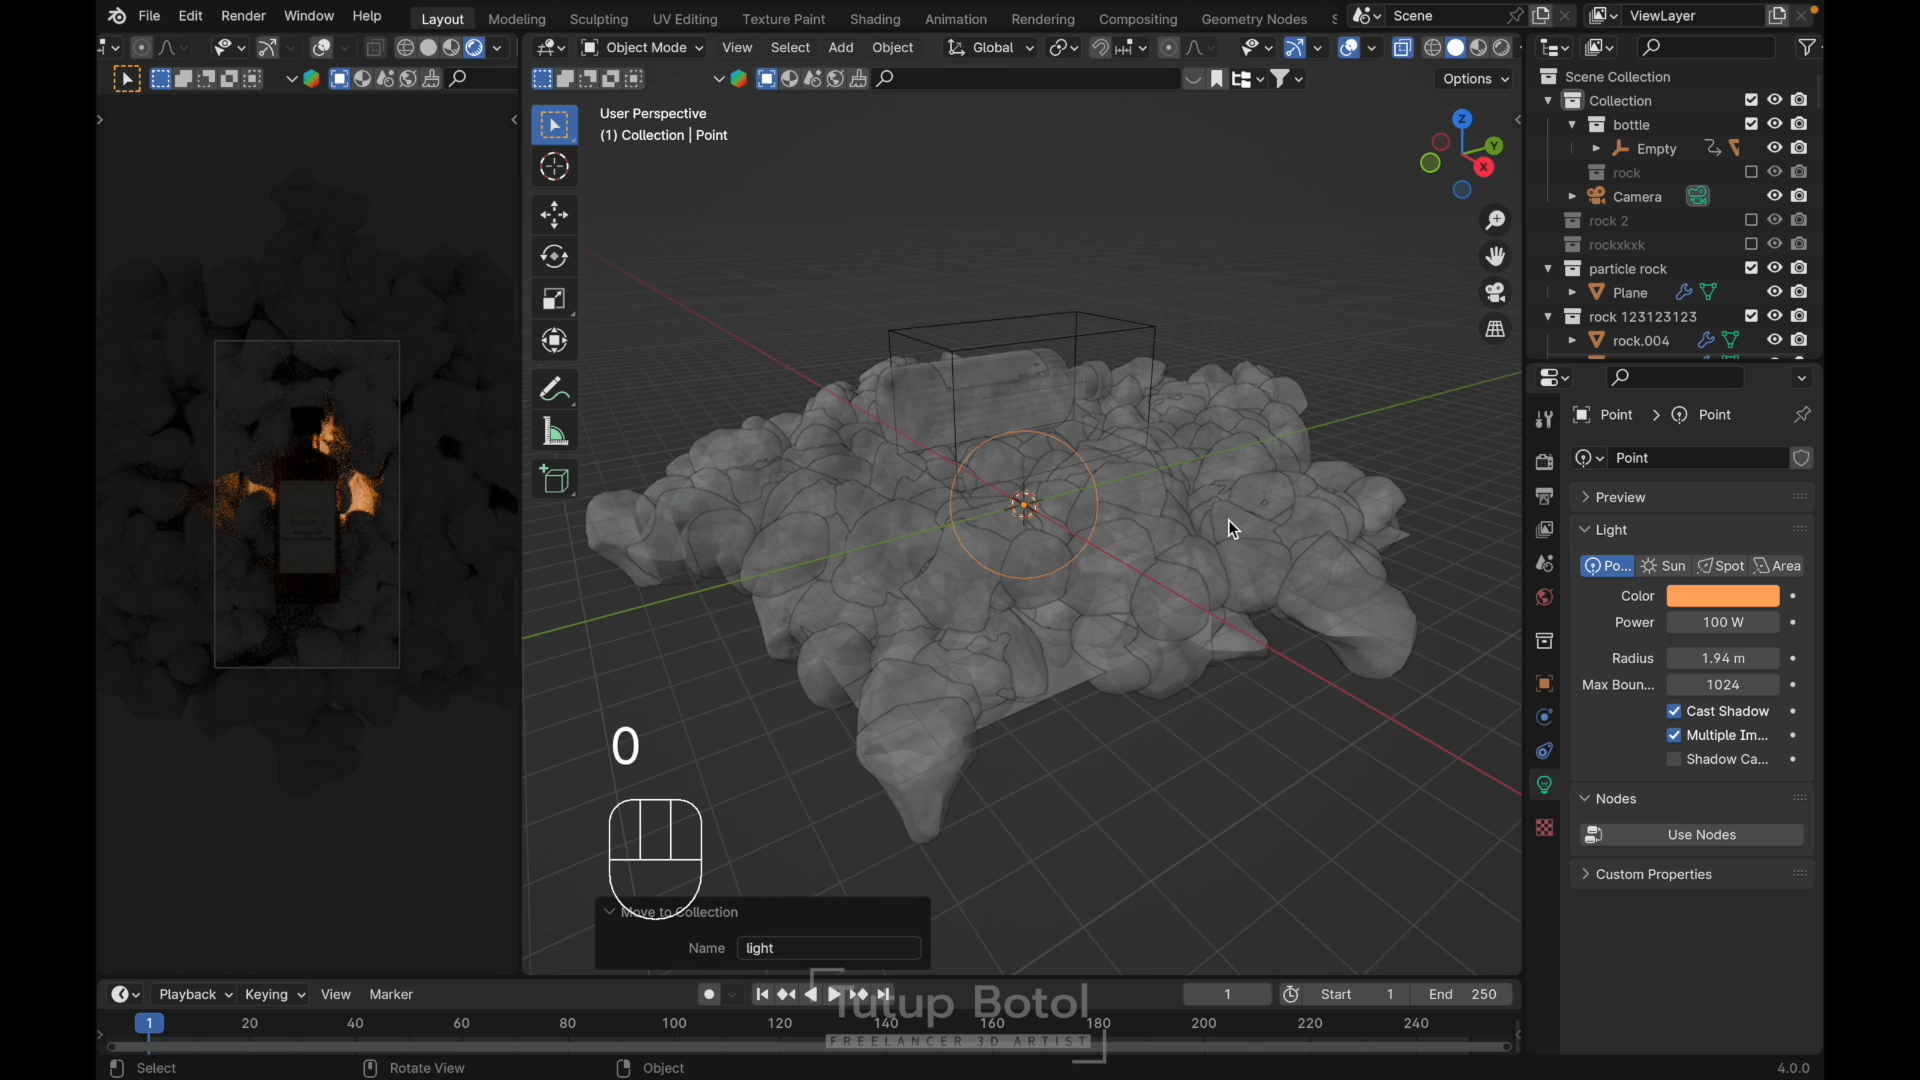 File Edit Render Window Help
Layout Modeling Sculpting UV Editing Texture Paint Shading Animation Rendering Compositing Geometry Nodes
Scene
ViewLayer
Object Mode View Select Add Object
Global
Options
User Perspective
(1) Collection | Point
Z
Y
X
Scene Collection
Collection
bottle
Empty
rock
Camera
rock 2
rockxkxk
particle rock
Plane
rock 123123123
rock.004
Point > Point
Point
Preview
Light
Po... Sun Spot Area
Color
Power 100 W
Radius 1.94 m
Max Boun... 1024
Cast Shadow
Multiple Im...
Shadow Ca...
Nodes
Use Nodes
Custom Properties
0
Move to Collection
Name light
Playback Keying View Marker
1
Start 1
End 250
1 20 40 60 80 100 120 140 160 180 200 220 240
Tutup Botol
FREELANCER 3D ARTIST
Select
Rotate View
Object
4.0.0